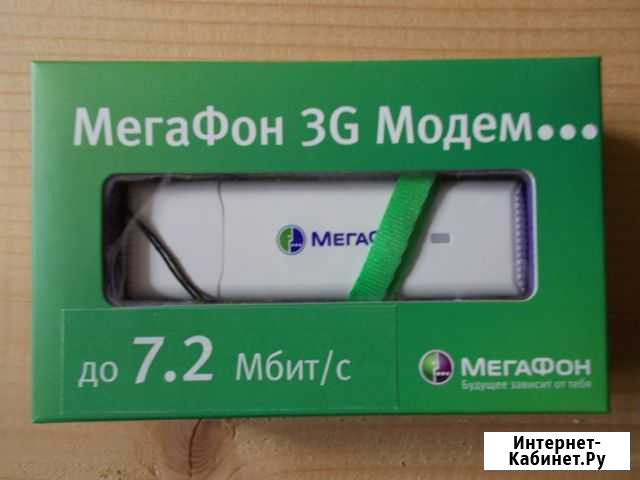 МегаФон 3G Модем...
МЕГАФ
до 7.2 Мбит/с
МЕГАФОН
Будущее зависит от тебя
Интернет-
Кабинет.Ру